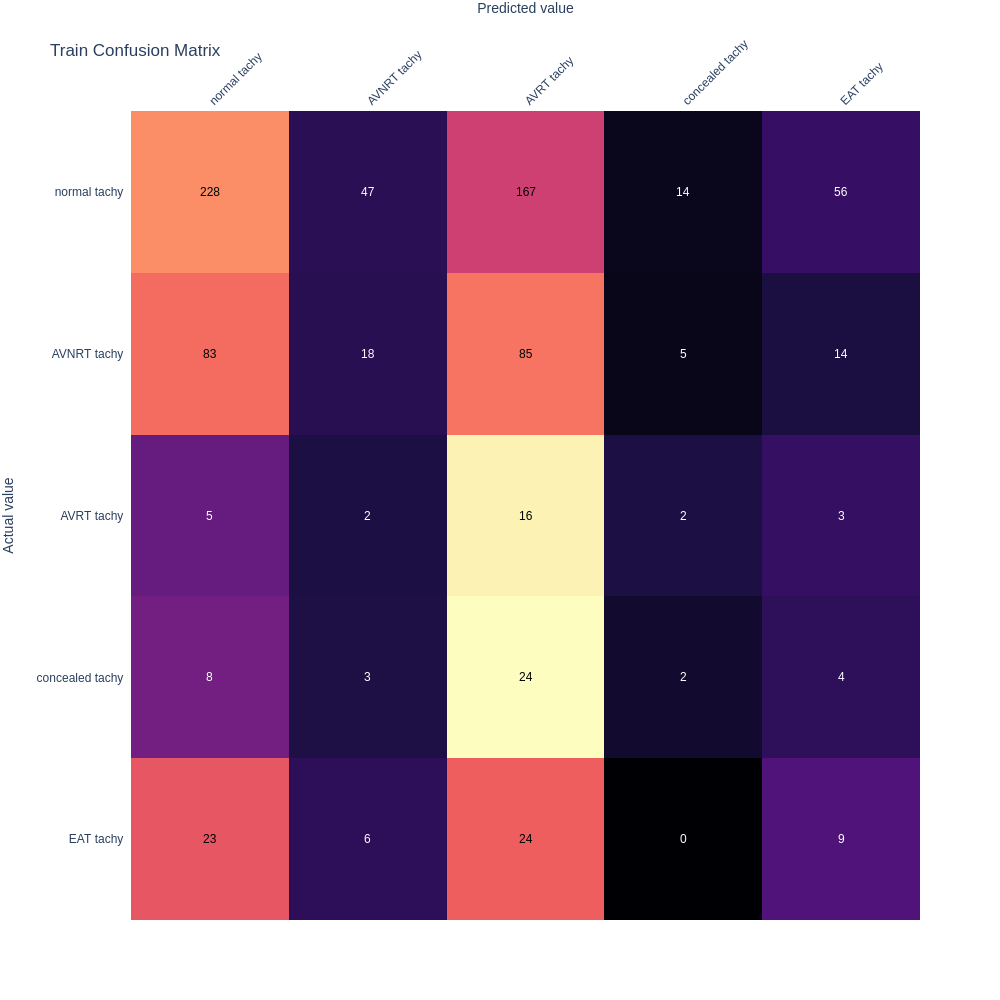 Predicted value
Train Confusion Matrix
normal tachy
AVNRT tachy
AVRT tachy
concealed tachy
EAT tachy
normal tachy 228 47 167 14 56
AVNRT tachy 83 18 85 5 14
AVRT tachy 5 2 16 2 3
concealed tachy 8 3 24 2 4
EAT tachy 23 6 24 0 9
Actual value